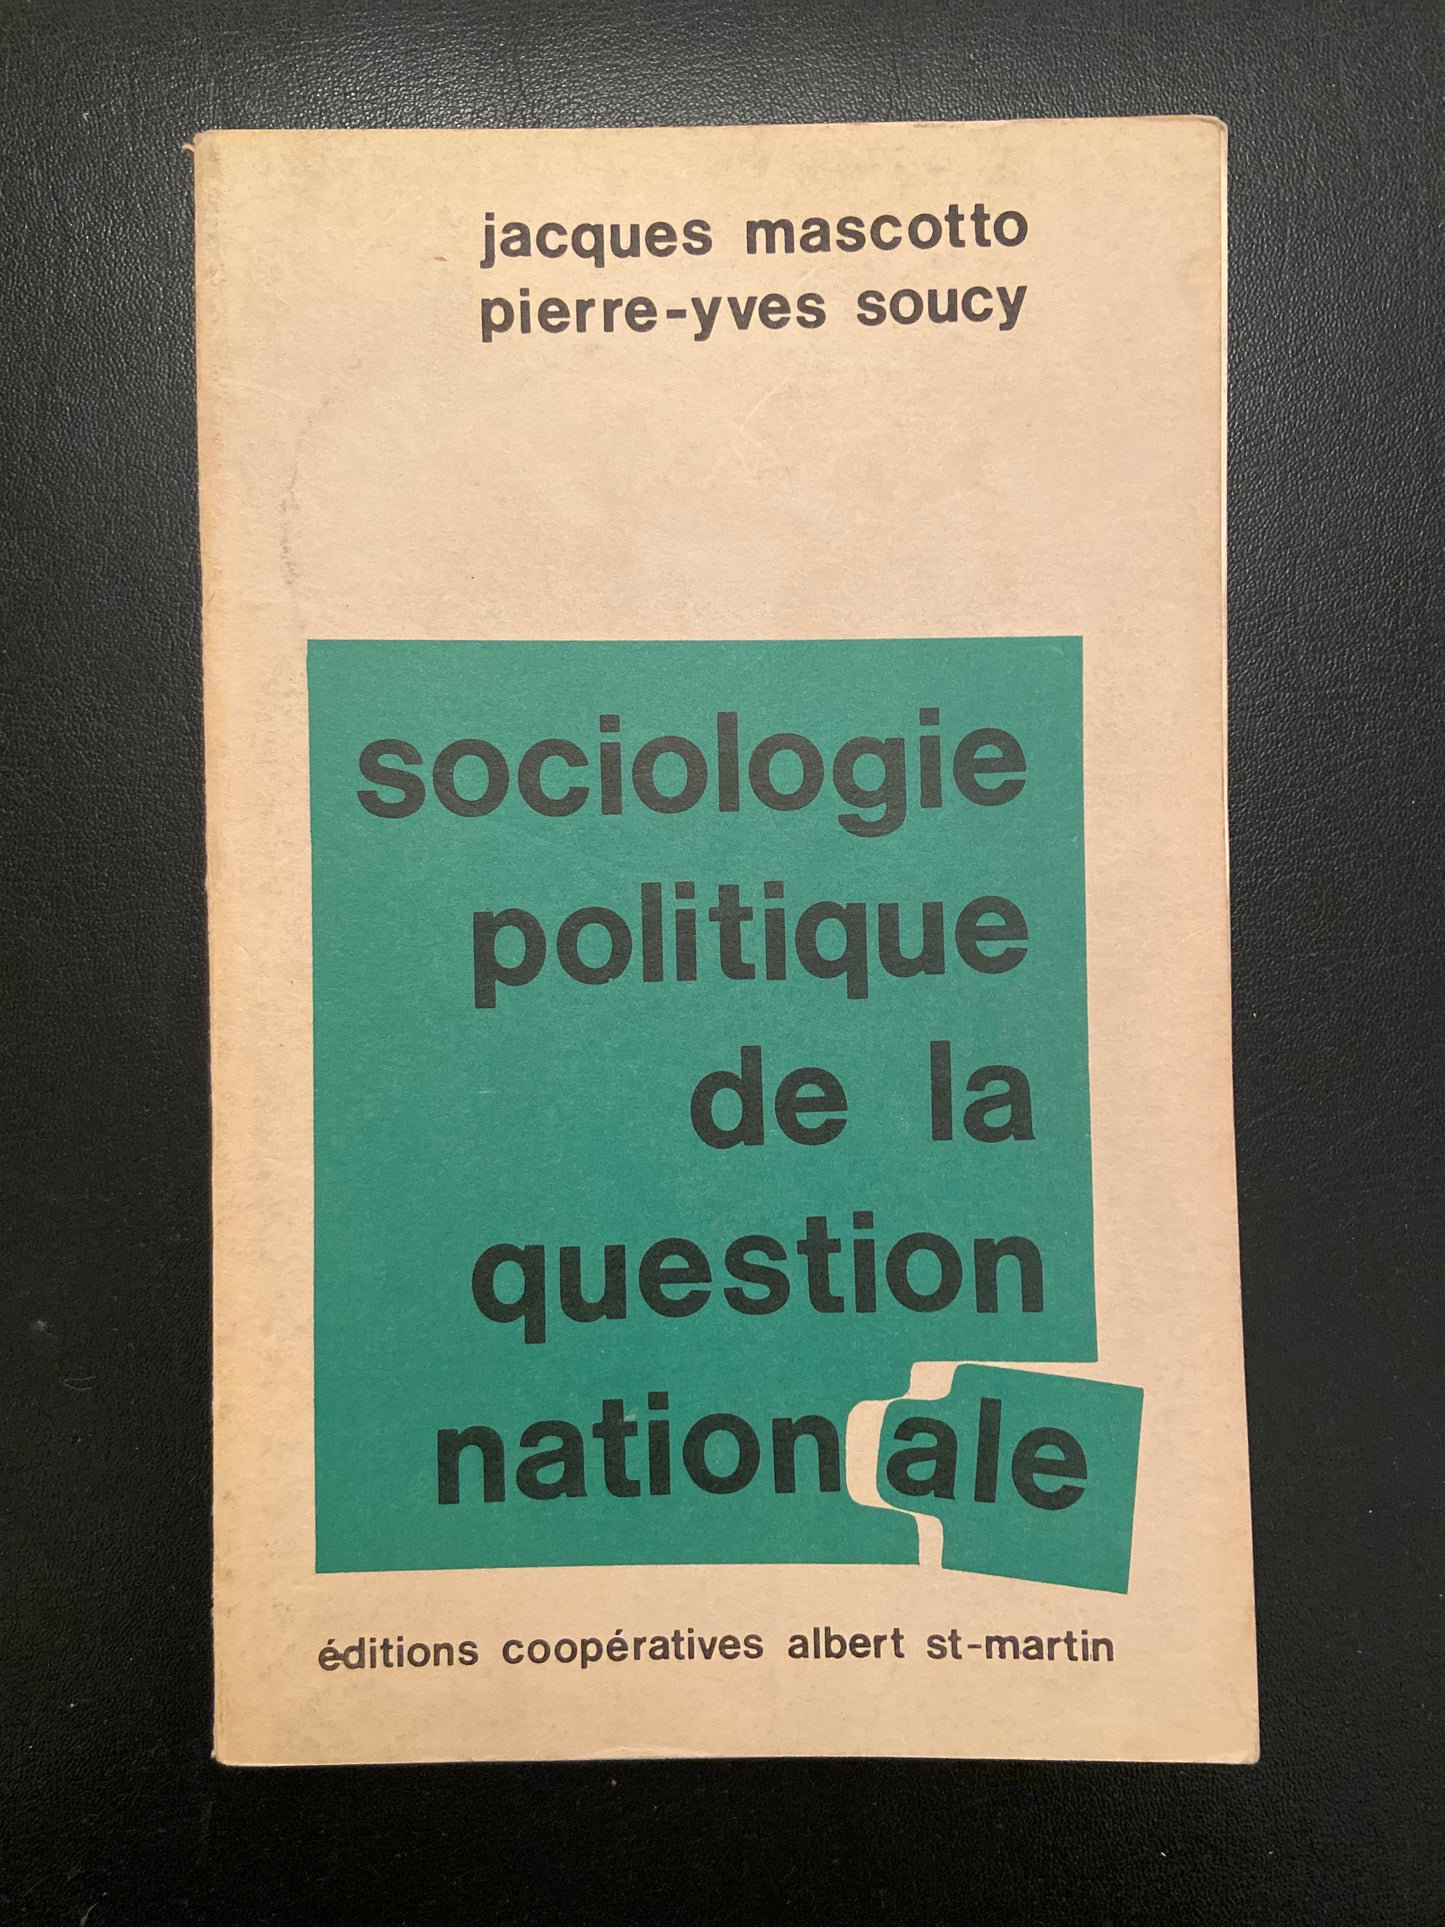 jacques mascotto
pierre-yves soucy
sociologie
politique
de la
question
nationale
éditions coopératives albert st-martin